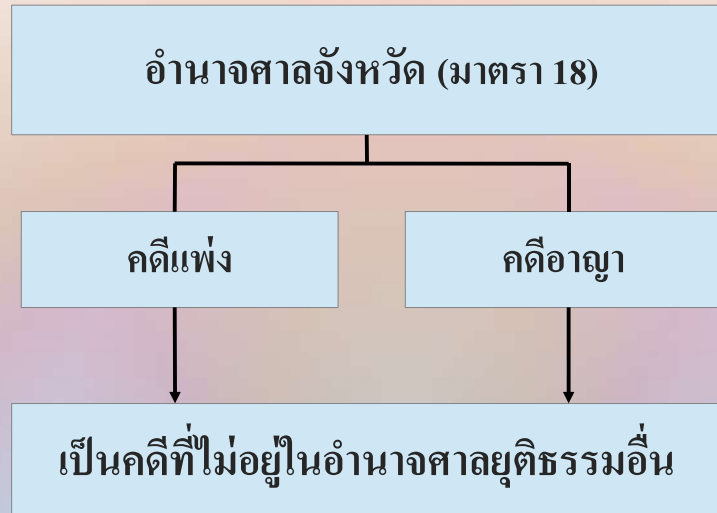 อำนาจศาลจังหวัด (มาตรา 18)
คดีแพ่ง
คดีอาญา
เป็นคดีที่ไม่อยู่ในอำนาจศาลยุติธรรมอื่น